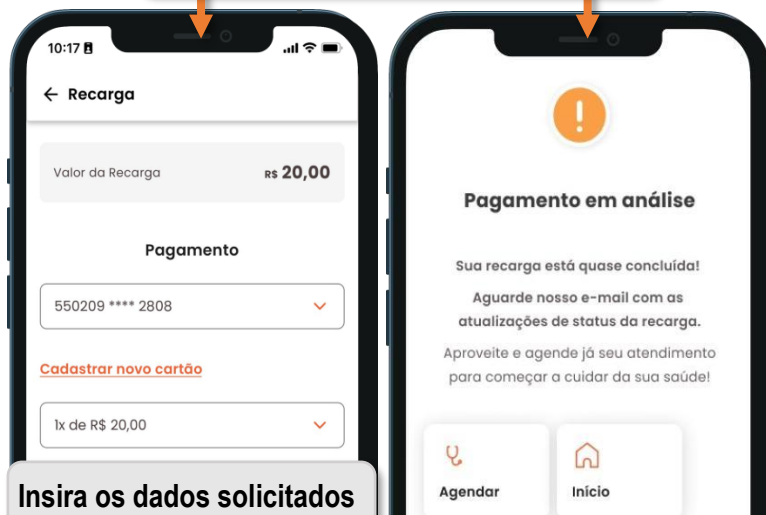 10:17
Recarga
Valor da Recarga R$ 20,00
Pagamento
550209 **** 2808
Cadastrar novo cartão
1x de R$ 20,00
Insira os dados solicitados
Pagamento em análise
Sua recarga está quase concluída!
Aguarde nosso e-mail com as
atualizações de status da recarga.
Aproveite e agende já seu atendimento
para começar a cuidar da sua saúde!
Agendar
Início